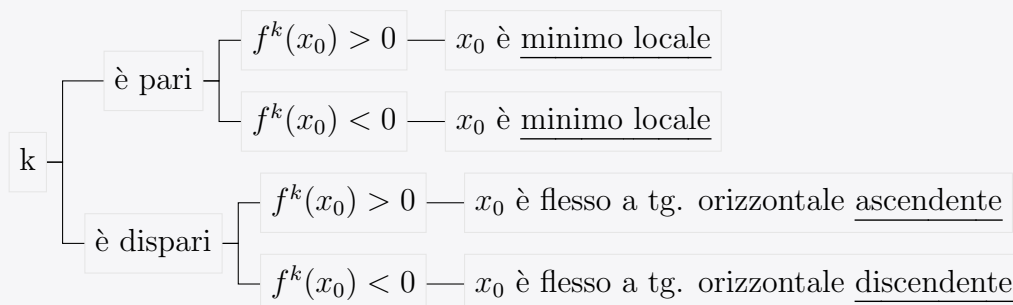 f^k(x_0) > 0 x_0 è minimo locale
è pari
f^k(x_0) < 0 x_0 è minimo locale
k
f^k(x_0) > 0 x_0 è flesso a tg. orizzontale ascendente
è dispari
f^k(x_0) < 0 x_0 è flesso a tg. orizzontale discendente